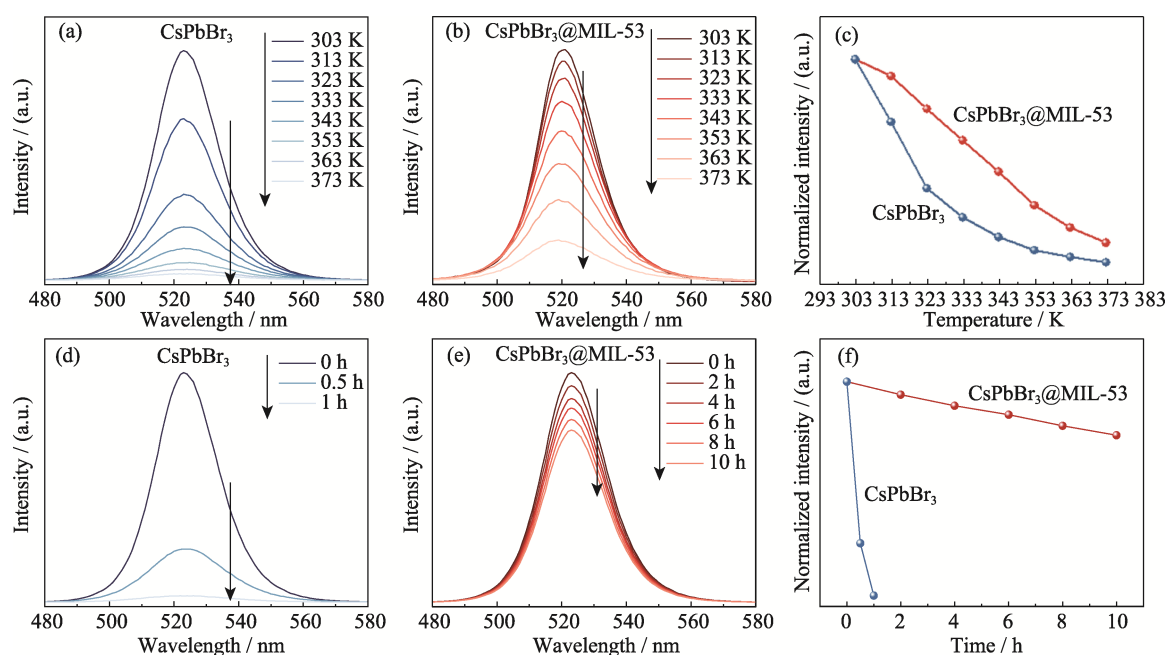 (a)
CsPbBr₃
303 K
313 K
323 K
333 K
343 K
353 K
363 K
373 K
Intensity / (a.u.)
480 500 520 540 560 580
Wavelength / nm
(b)
CsPbBr₃@MIL-53
303 K
313 K
323 K
333 K
343 K
353 K
363 K
373 K
Intensity / (a.u.)
480 500 520 540 560 580
Wavelength / nm
(c)
CsPbBr₃@MIL-53
CsPbBr₃
Normalized intensity / (a.u.)
293 303 313 323 333 343 353 363 373 383
Temperature / K
(d)
CsPbBr₃
0 h
0.5 h
1 h
Intensity / (a.u.)
480 500 520 540 560 580
Wavelength / nm
(e)
CsPbBr₃@MIL-53
0 h
2 h
4 h
6 h
8 h
10 h
Intensity / (a.u.)
480 500 520 540 560 580
Wavelength / nm
(f)
CsPbBr₃@MIL-53
CsPbBr₃
Normalized intensity / (a.u.)
0 2 4 6 8 10
Time / h